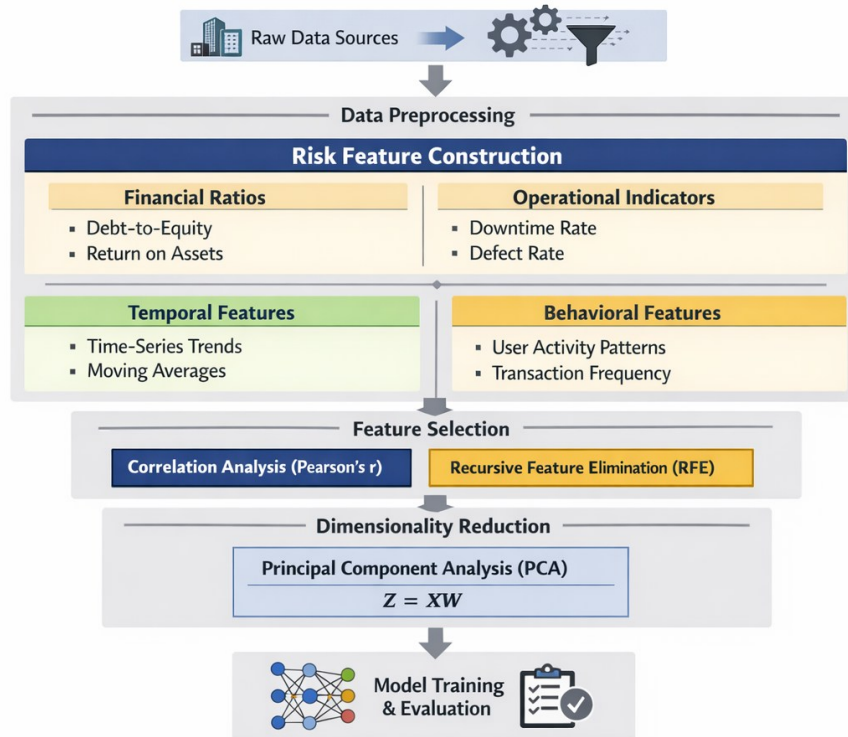 Raw Data Sources
Data Preprocessing
Risk Feature Construction
Financial Ratios
▪ Debt-to-Equity
▪ Return on Assets
Operational Indicators
▪ Downtime Rate
▪ Defect Rate
Temporal Features
▪ Time-Series Trends
▪ Moving Averages
Behavioral Features
▪ User Activity Patterns
▪ Transaction Frequency
Feature Selection
Correlation Analysis (Pearson's r)
Recursive Feature Elimination (RFE)
Dimensionality Reduction
Principal Component Analysis (PCA)
Z = XW
Model Training
& Evaluation